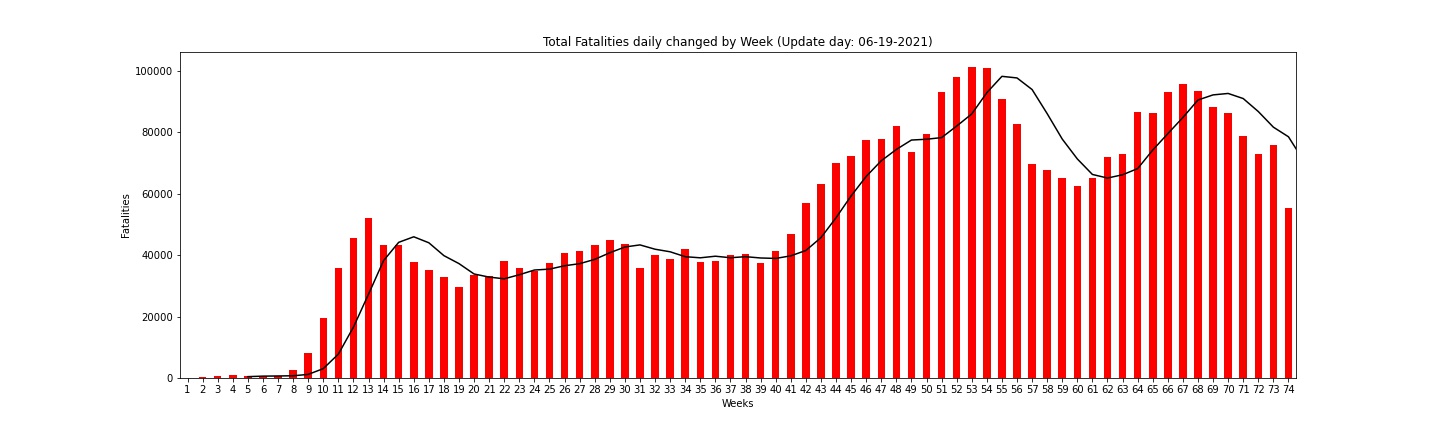 Total Fatalities daily changed by Week (Update day: 06-19-2021)
100000
80000
60000
40000
20000
0
Fatalities
1 2 3 4 5 6 7 8 9 10 11 12 13 14 15 16 17 18 19 20 21 22 23 24 25 26 27 28 29 30 31 32 33 34 35 36 37 38 39 40 41 42 43 44 45 46 47 48 49 50 51 52 53 54 55 56 57 58 59 60 61 62 63 64 65 66 67 68 69 70 71 72 73 74
Weeks